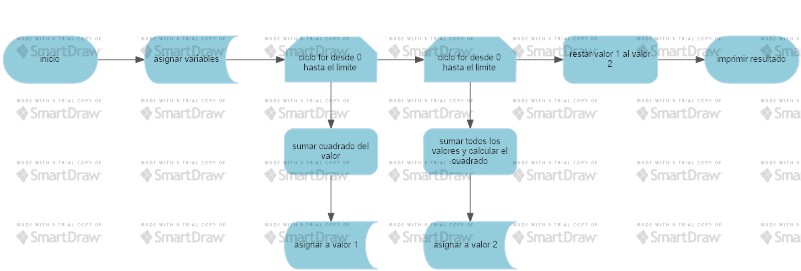 inicio
asignar variables
ciclo for desde 0
hasta el limite
ciclo for desde 0
hasta el limite
restar valor 1 al valor
2
imprimir resultado
sumar cuadrado del
valor
sumar todos los
valores y calcular el
cuadrado
asignar a valor 1
asignar a valor 2
MADE WITH A TRIAL COPY OF
SmartDraw